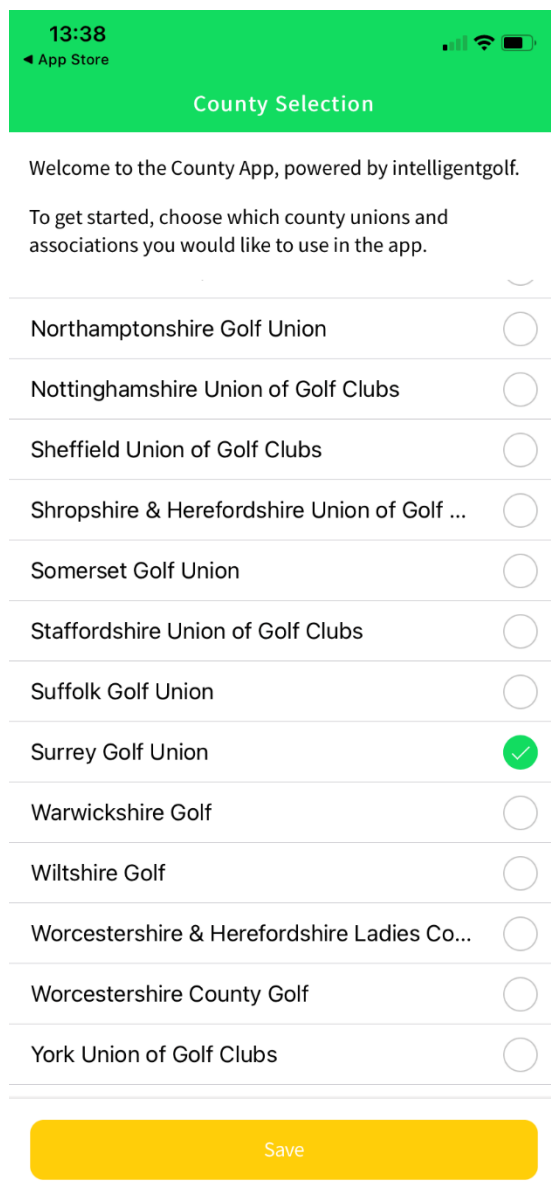 13:38
◀ App Store
County Selection
Welcome to the County App, powered by intelligentgolf.
To get started, choose which county unions and
associations you would like to use in the app.
Northamptonshire Golf Union
Nottinghamshire Union of Golf Clubs
Sheffield Union of Golf Clubs
Shropshire & Herefordshire Union of Golf ...
Somerset Golf Union
Staffordshire Union of Golf Clubs
Suffolk Golf Union
Surrey Golf Union
Warwickshire Golf
Wiltshire Golf
Worcestershire & Herefordshire Ladies Co...
Worcestershire County Golf
York Union of Golf Clubs
Save